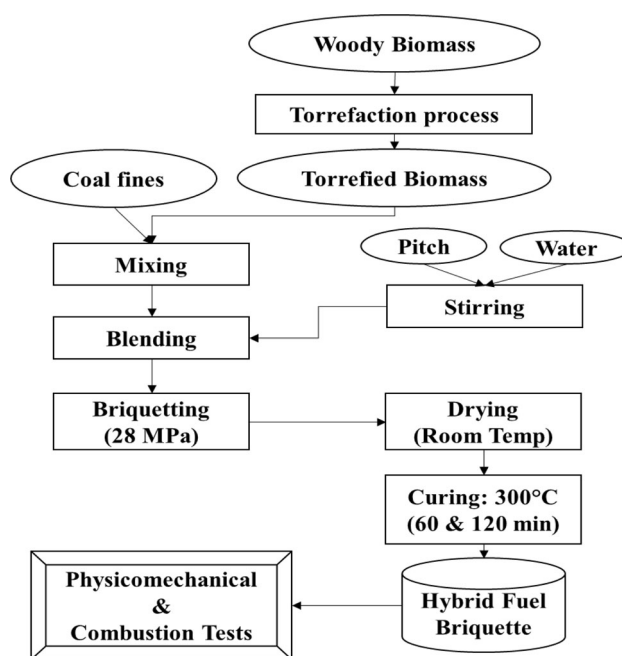 Woody Biomass
Torrefaction process
Coal fines
Torrefied Biomass
Mixing
Pitch
Water
Stirring
Blending
Briquetting
(28 MPa)
Drying
(Room Temp)
Curing: 300°C
(60 & 120 min)
Hybrid Fuel
Briquette
Physicomechanical
&
Combustion Tests